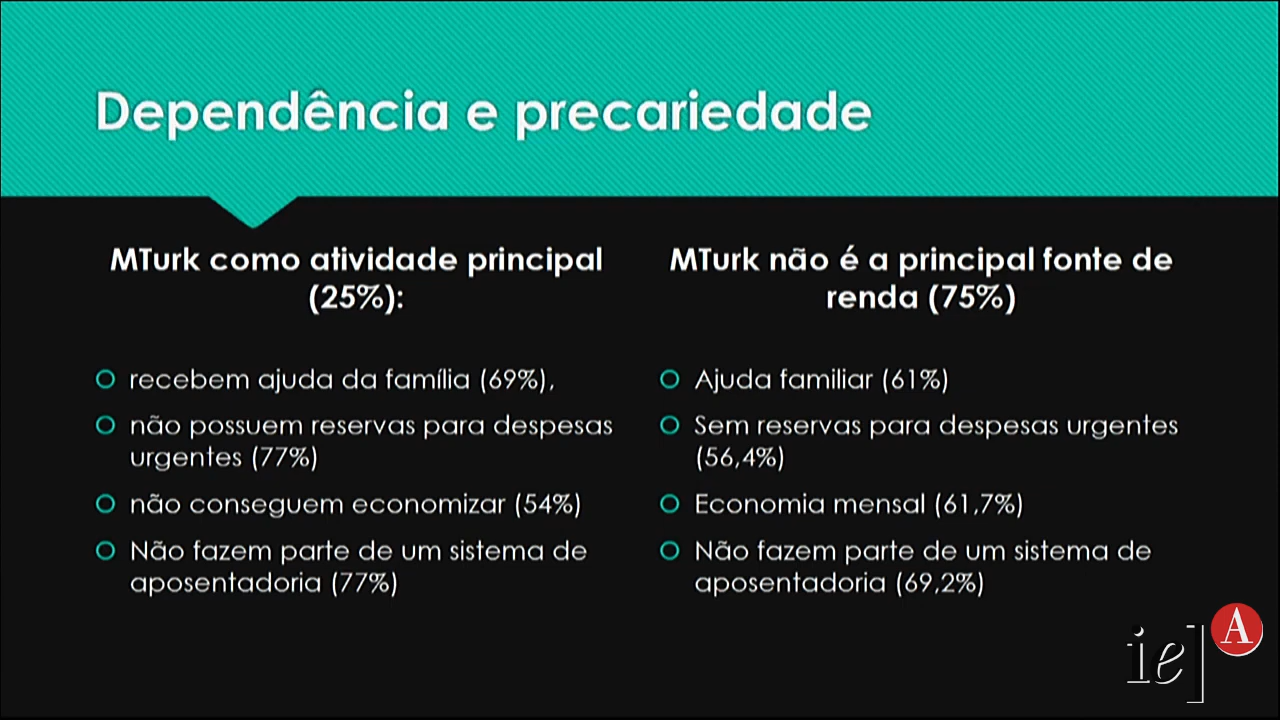 Dependência e precariedade
MTurk como atividade principal
(25%):
recebem ajuda da família (69%),
não possuem reservas para despesas
urgentes (77%)
não conseguem economizar (54%)
Não fazem parte de um sistema de
aposentadoria (77%)
MTurk não é a principal fonte de
renda (75%)
Ajuda familiar (61%)
Sem reservas para despesas urgentes
(56,4%)
Economia mensal (61,7%)
Não fazem parte de um sistema de
aposentadoria (69,2%)
ie] A